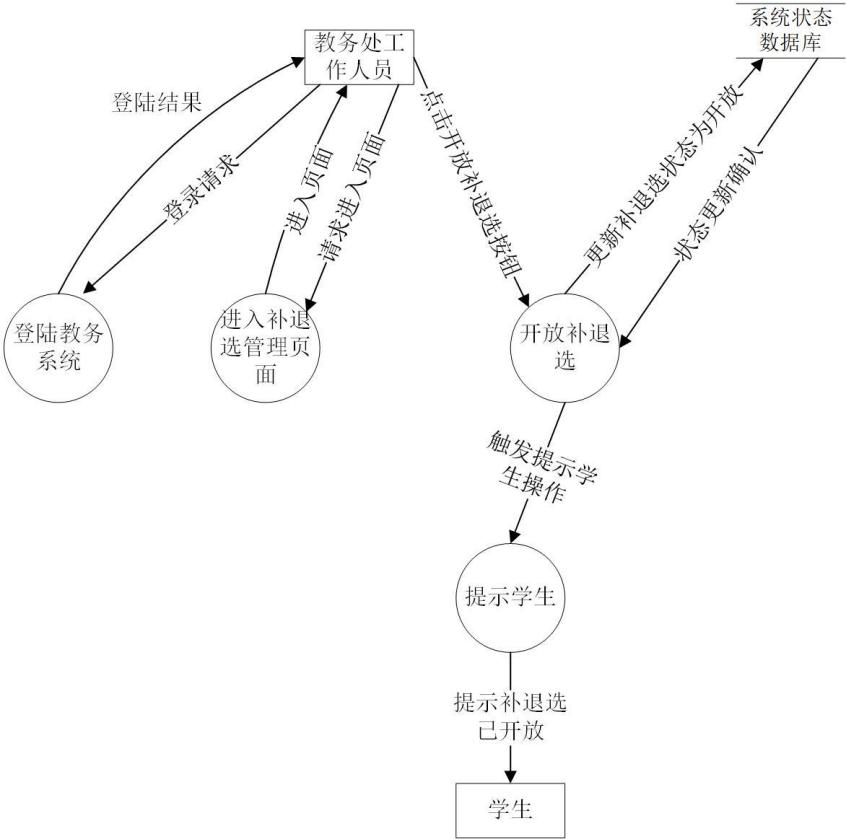 教务处工
作人员
系统状态
数据库
登陆结果
登录请求
进入页面
请求进入页面
点击开放补退选按钮
更新补退选状态为开放
状态更新确认
登陆教务
系统
进入补退
选管理页
面
开放补退
选
触发提示学
生操作
提示学生
提示补退选
已开放
学生